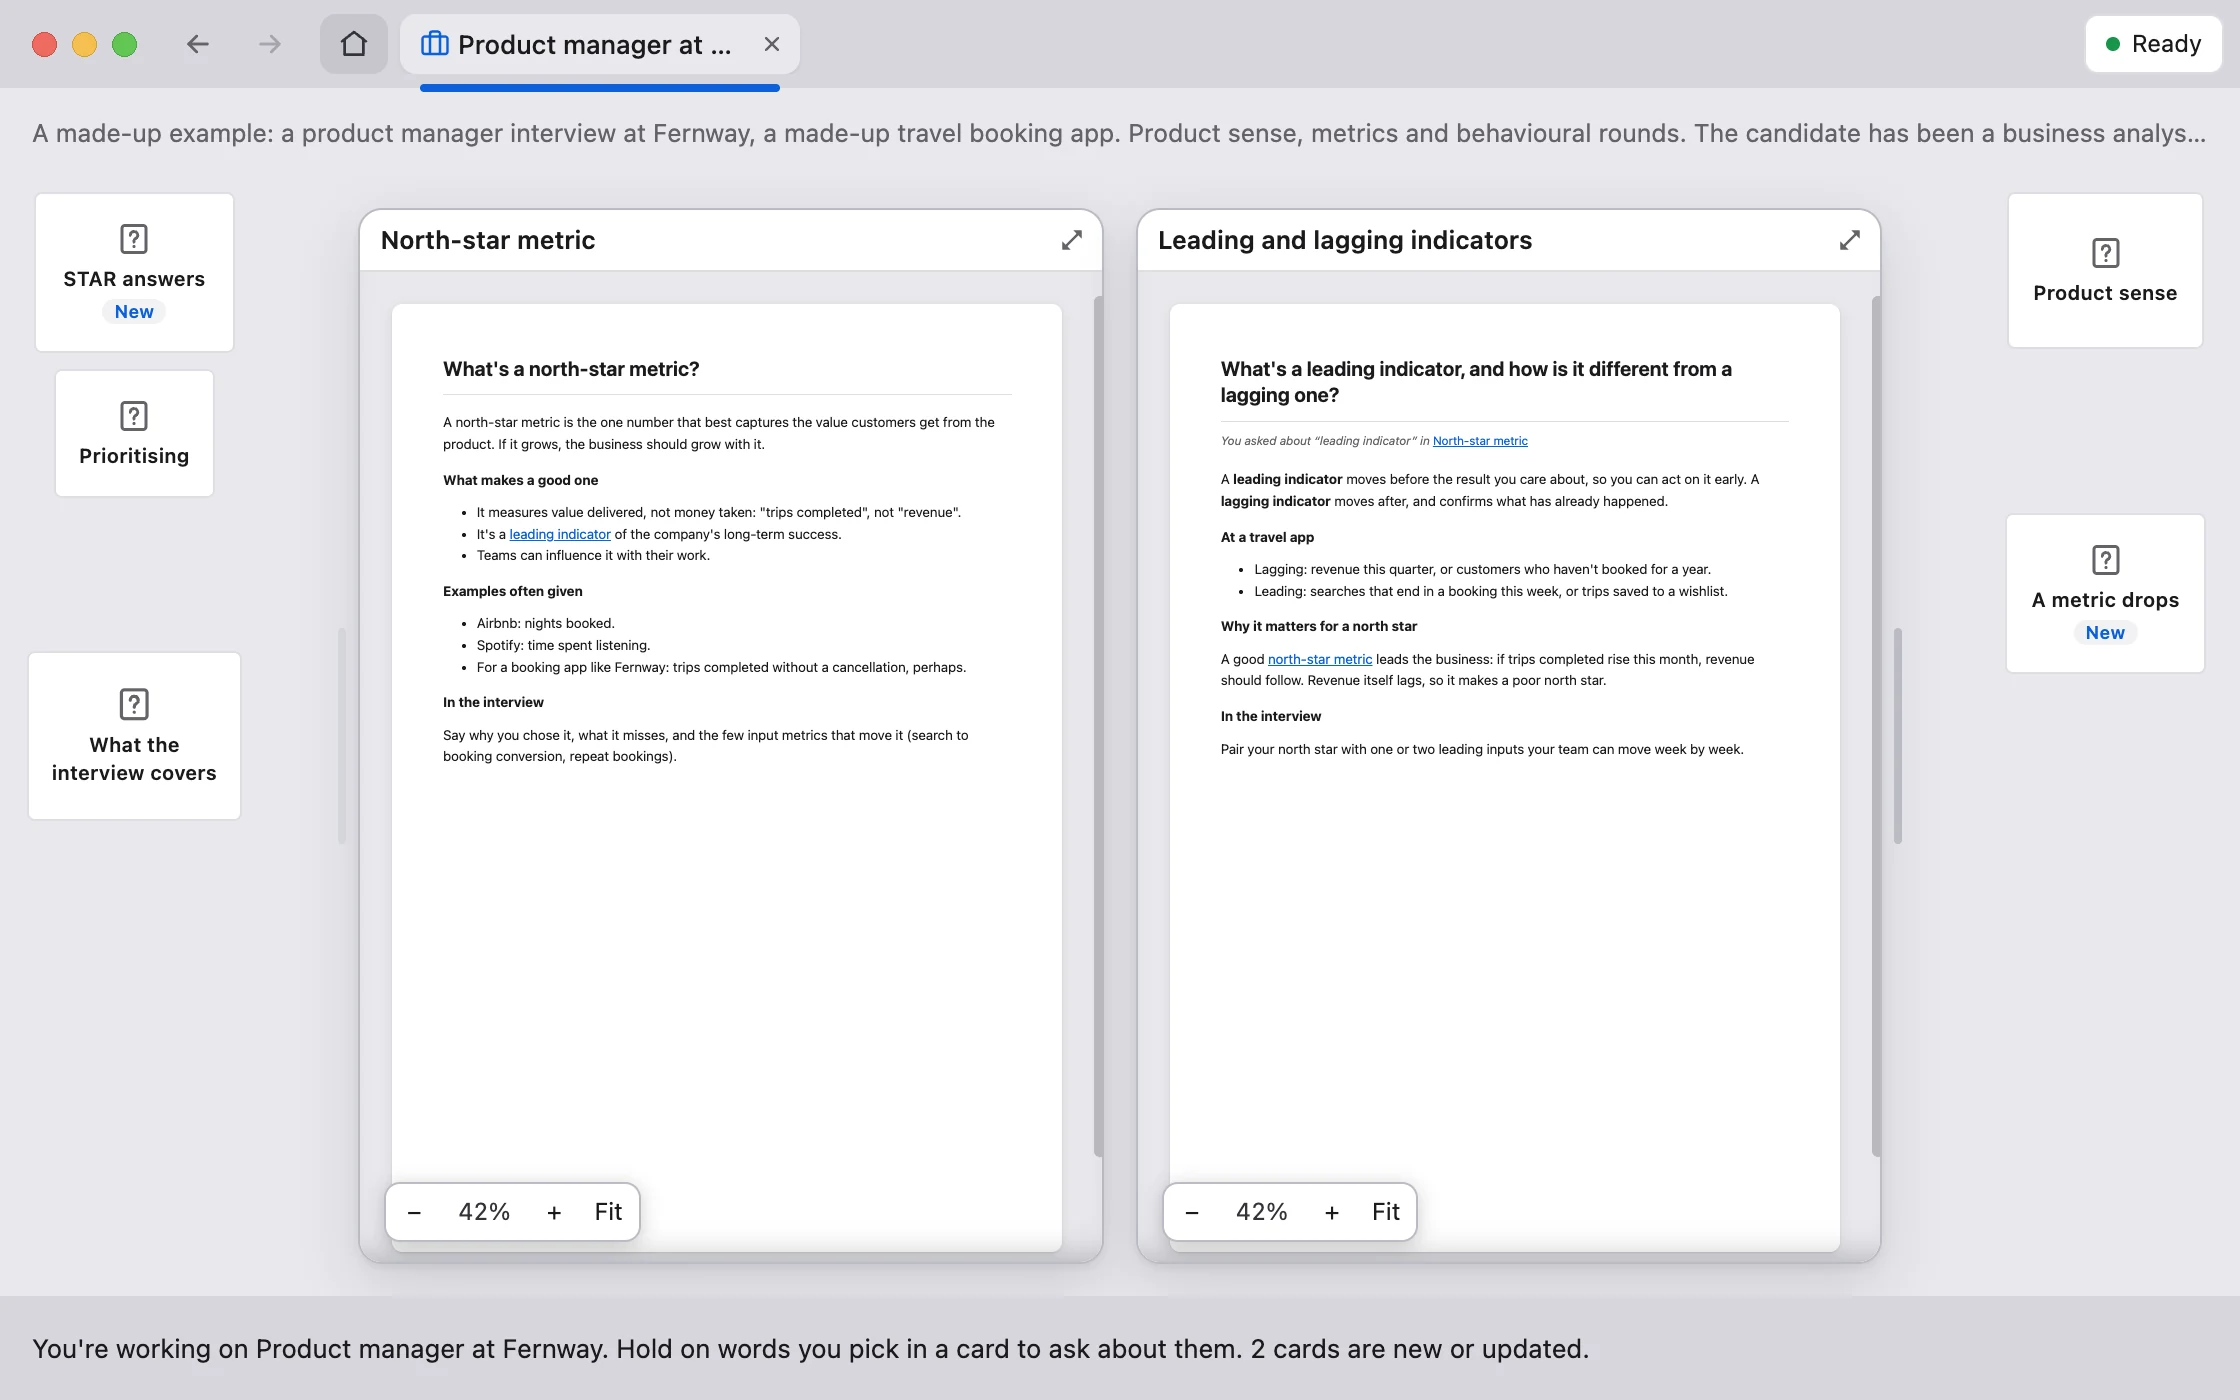 Product manager at ...
Ready
A made-up example: a product manager interview at Fernway, a made-up travel booking app. Product sense, metrics and behavioural rounds. The candidate has been a business analys...
STAR answers
New
Prioritising
What the
interview covers
North-star metric
What's a north-star metric?
A north-star metric is the one number that best captures the value customers get from the
product. If it grows, the business should grow with it.
What makes a good one
• It measures value delivered, not money taken: "trips completed", not "revenue".
• It's a leading indicator of the company's long-term success.
• Teams can influence it with their work.
Examples often given
• Airbnb: nights booked.
• Spotify: time spent listening.
• For a booking app like Fernway: trips completed without a cancellation, perhaps.
In the interview
Say why you chose it, what it misses, and the few input metrics that move it (search to
booking conversion, repeat bookings).
− 42% + Fit
Leading and lagging indicators
What's a leading indicator, and how is it different from a
lagging one?
You asked about “leading indicator” in North-star metric
A leading indicator moves before the result you care about, so you can act on it early. A
lagging indicator moves after, and confirms what has already happened.
At a travel app
• Lagging: revenue this quarter, or customers who haven't booked for a year.
• Leading: searches that end in a booking this week, or trips saved to a wishlist.
Why it matters for a north star
A good north-star metric leads the business: if trips completed rise this month, revenue
should follow. Revenue itself lags, so it makes a poor north star.
In the interview
Pair your north star with one or two leading inputs your team can move week by week.
− 42% + Fit
Product sense
A metric drops
New
You're working on Product manager at Fernway. Hold on words you pick in a card to ask about them. 2 cards are new or updated.